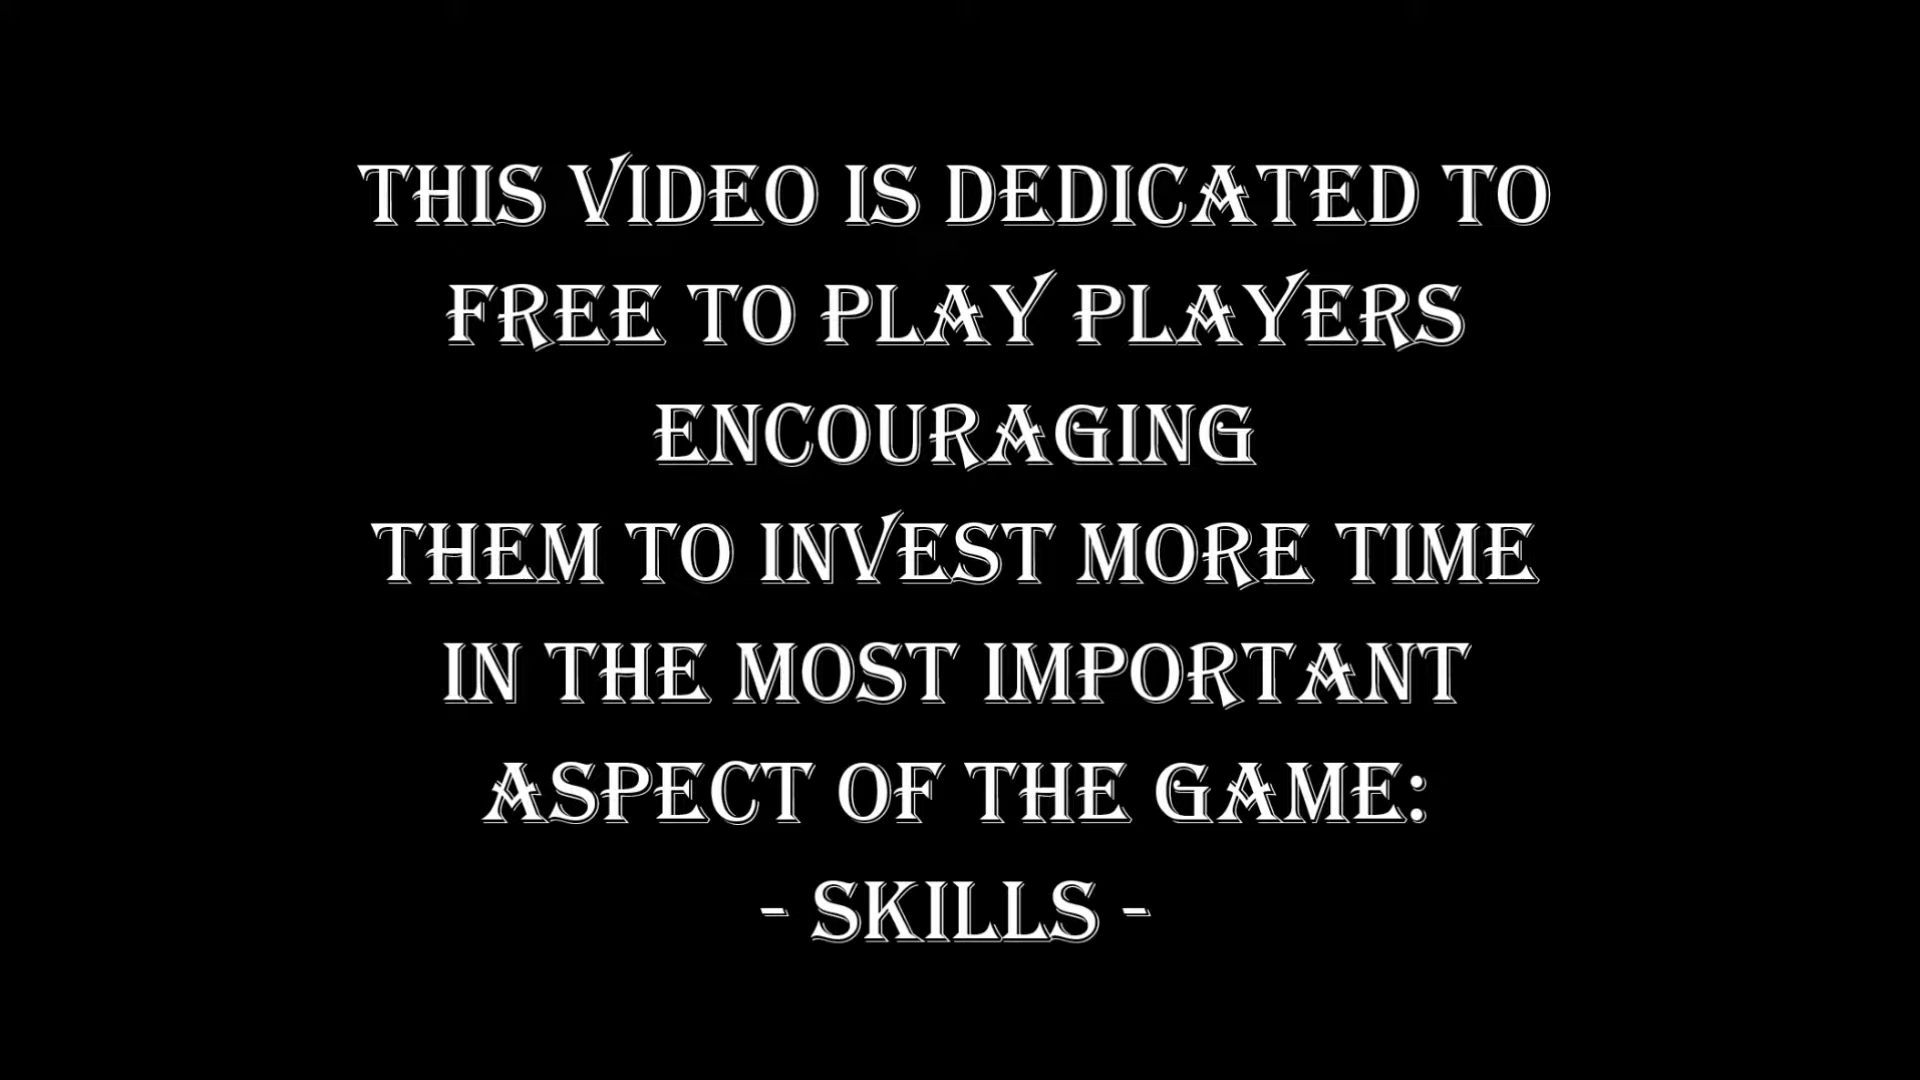 THIS VIDEO IS DEDICATED TO
FREE TO PLAY PLAYERS
ENCOURAGING
THEM TO INVEST MORE TIME
IN THE MOST IMPORTANT
ASPECT OF THE GAME:
- SKILLS -